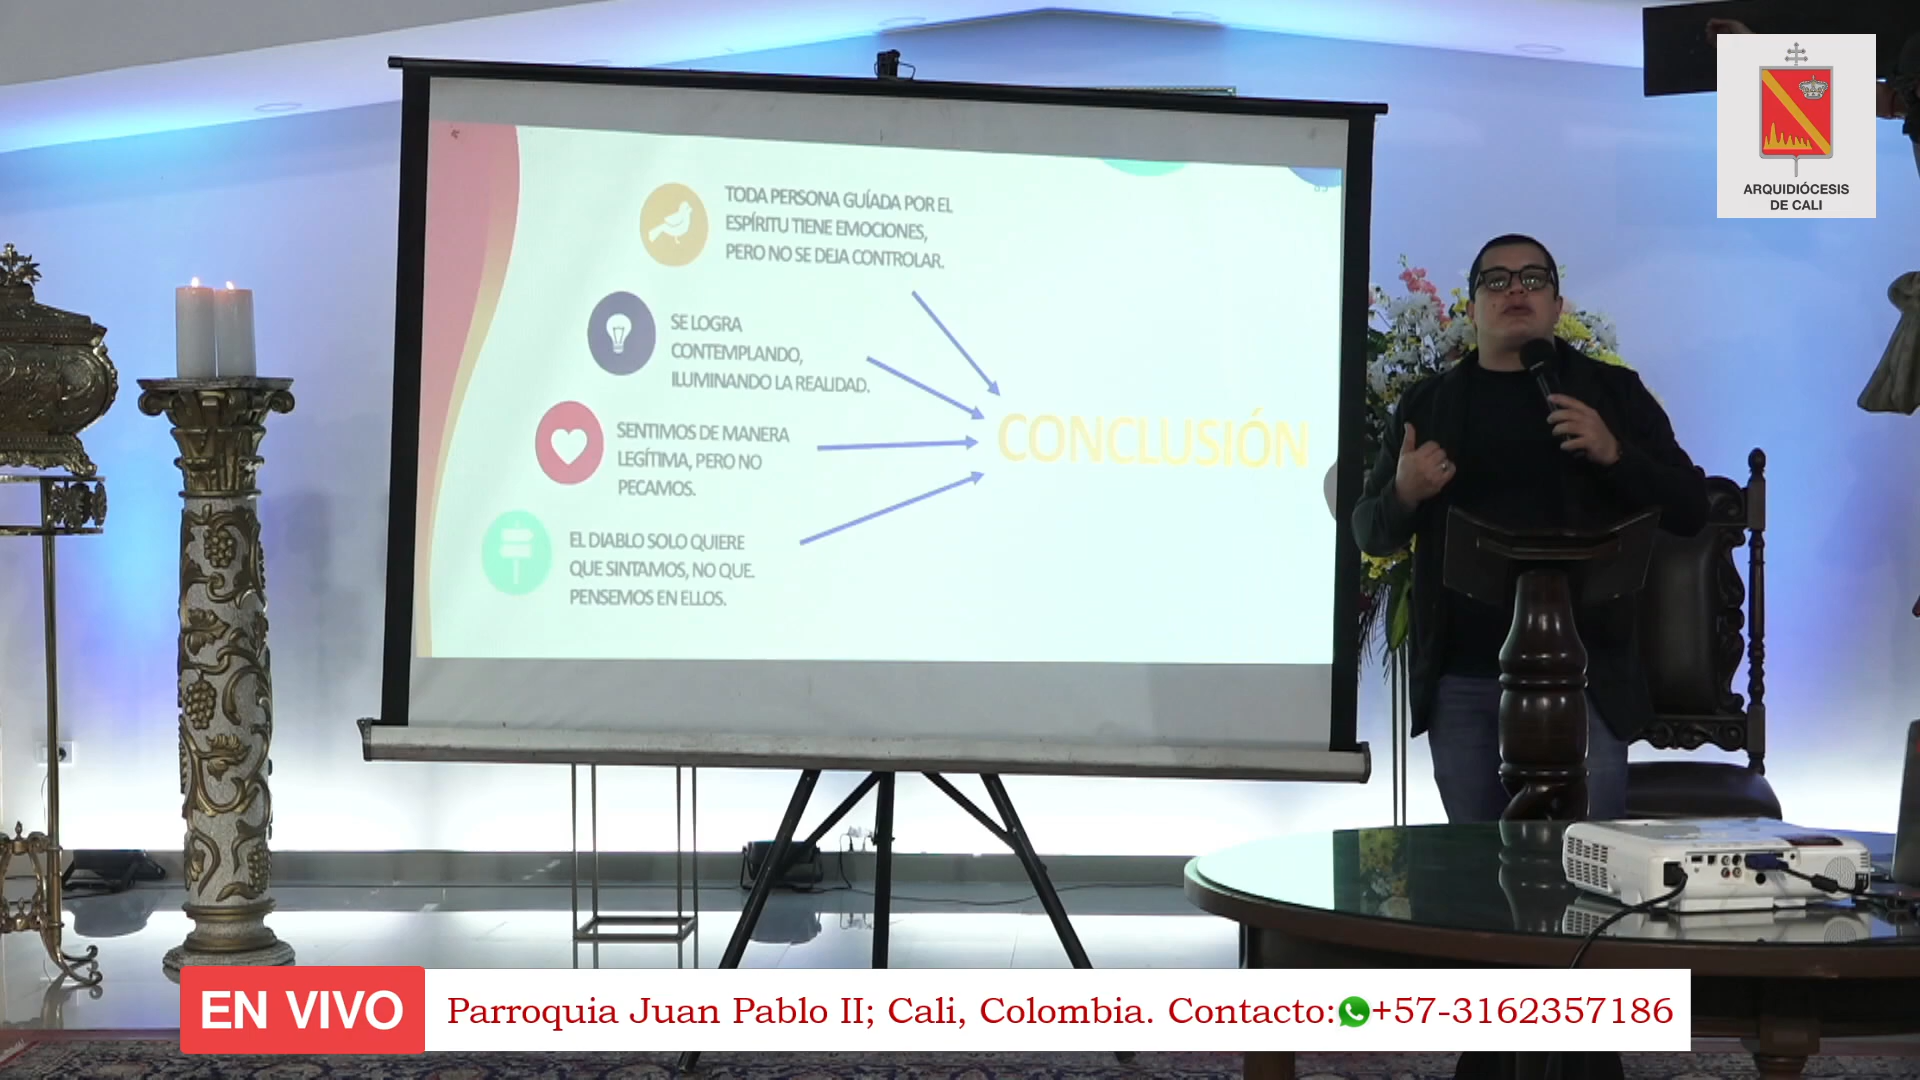 ARQUIDIÓCESIS
DE CALI
TODA PERSONA GUÍADA POR EL
ESPÍRITU TIENE EMOCIONES,
PERO NO SE DEJA CONTROLAR.
SE LOGRA
CONTEMPLANDO,
ILUMINANDO LA REALIDAD.
SENTIMOS DE MANERA
LEGÍTIMA, PERO NO
PECAMOS.
EL DIABLO SOLO QUIERE
QUE SINTAMOS, NO QUE.
PENSEMOS EN ELLOS.
CONCLUSIÓN
EN VIVO
Parroquia Juan Pablo II; Cali, Colombia. Contacto:+57-3162357186